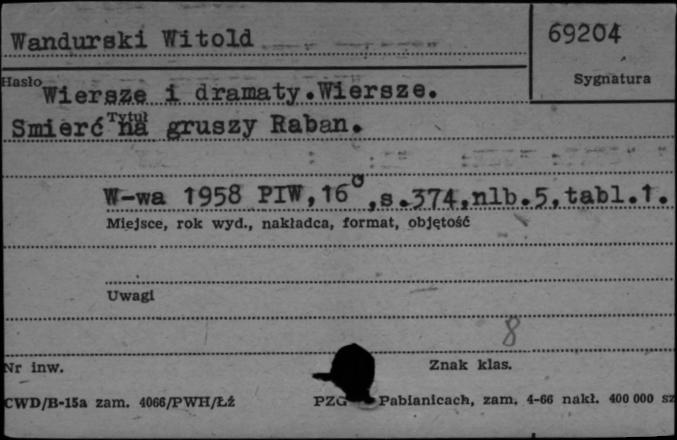 Wandurski Witold
69204
Hasło
Sygnatura
Wiersze i dramaty.Wiersze.
Tytuł
Smierć na gruszy Raban.
W-wa 1958 PIW,16o,s.374,nlb.5,tabl.1.
Miejsce, rok wyd., nakładca, format, objętość
Uwagi
8
Nr inw.
Znak klas.
CWD/B-15a zam. 4066/PWH/Łż PZG Pabianicach, zam. 4-66 nakł. 400 000 sz